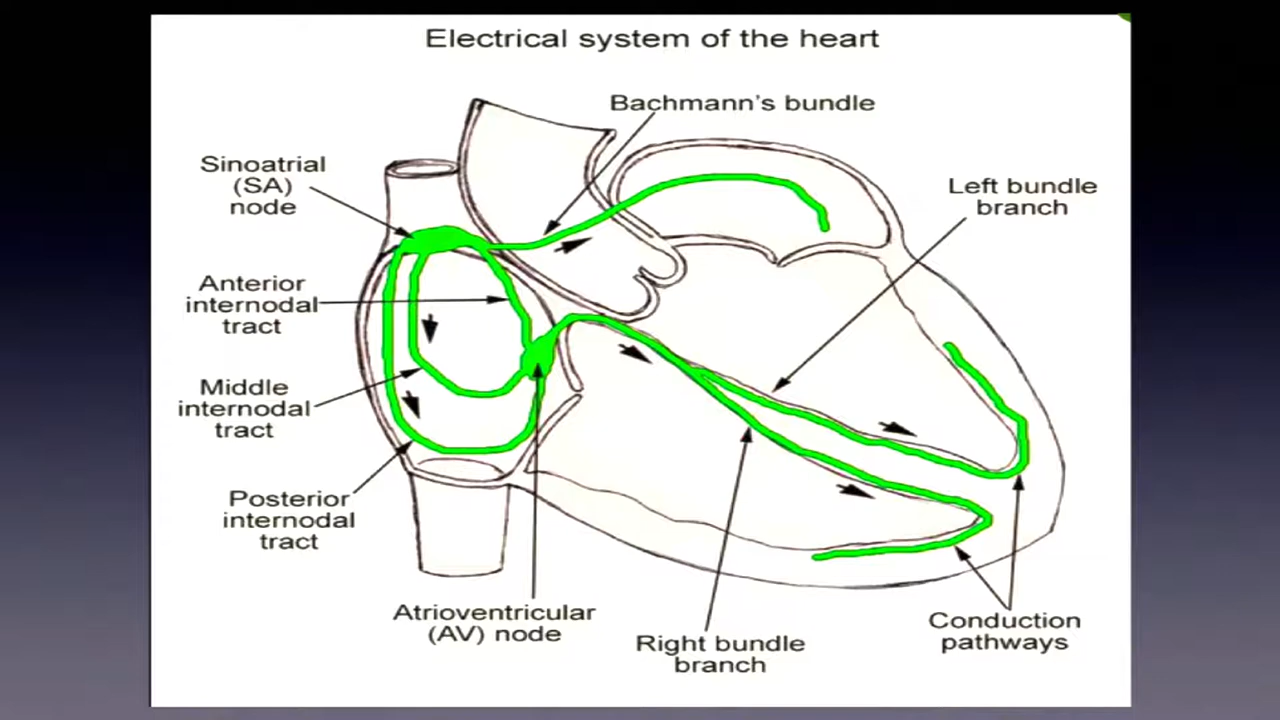 Electrical system of the heart
Bachmann's bundle
Sinoatrial
(SA)
node
Left bundle
branch
Anterior
internodal
tract
Middle
internodal
tract
Posterior
internodal
tract
Atrioventricular
(AV) node
Right bundle
branch
Conduction
pathways